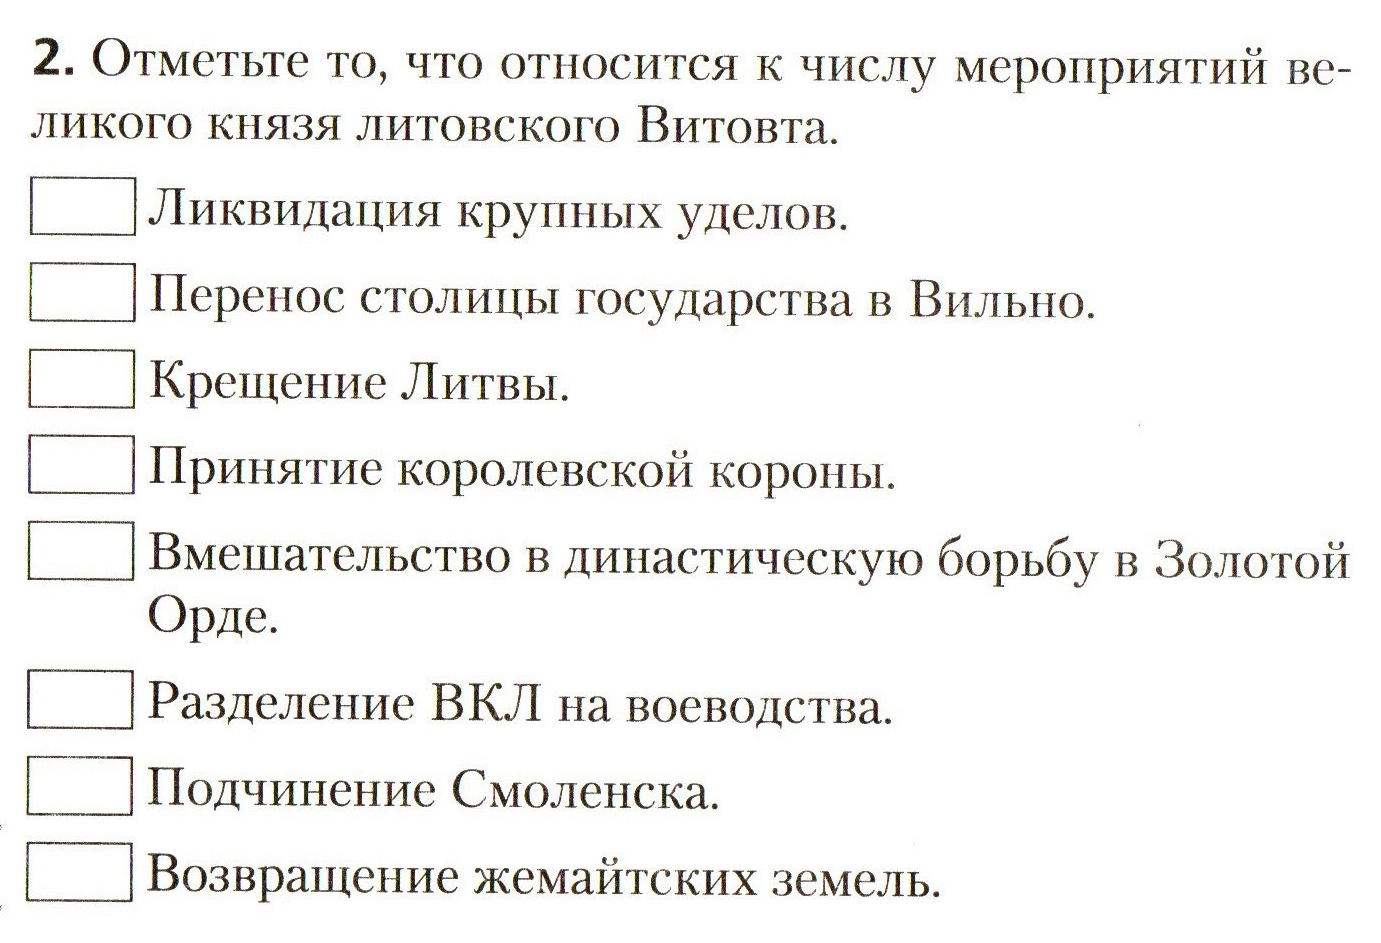 2. Отметьте то, что относится к числу мероприятий ве-
ликого князя литовского Витовта.
Ликвидация крупных уделов.
Перенос столицы государства в Вильно.
Крещение Литвы.
Принятие королевской короны.
Вмешательство в династическую борьбу в Золотой
Орде.
Разделение ВКЛ на воеводства.
Подчинение Смоленска.
Возвращение жемайтских земель.